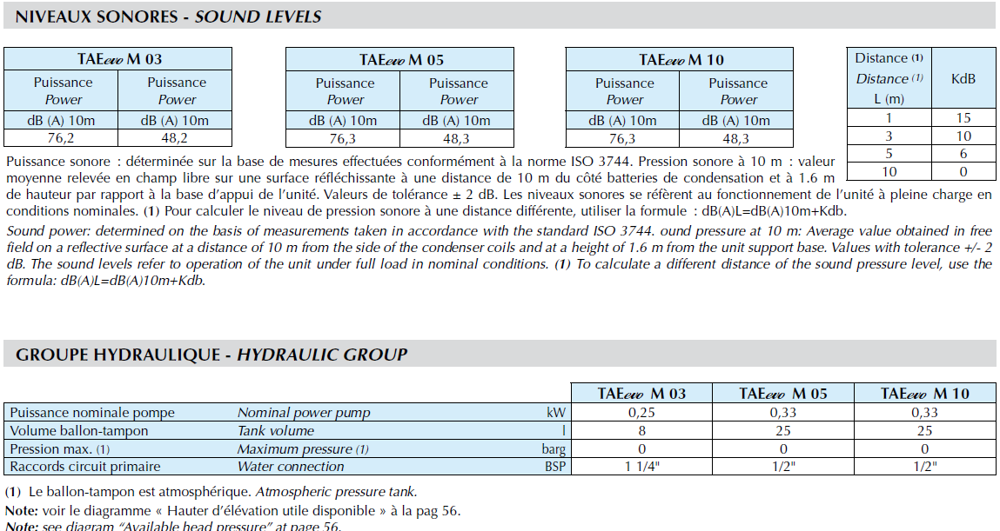 NIVEAUX SONORES - SOUND LEVELS
TAEevo M 03
Puissance Puissance
Power Power
dB (A) 10m dB (A) 10m
76,2 48,2
TAEevo M 05
Puissance Puissance
Power Power
dB (A) 10m dB (A) 10m
76,3 48,3
TAEevo M 10
Puissance Puissance
Power Power
dB (A) 10m dB (A) 10m
76,3 48,3
Distance (1)
Distance (1) KdB
L (m)
1 15
3 10
5 6
10 0
Puissance sonore : déterminée sur la base de mesures effectuées conformément à la norme ISO 3744. Pression sonore à 10 m : valeur
moyenne relevée en champ libre sur une surface réfléchissante à une distance de 10 m du côté batteries de condensation et à 1.6 m
de hauteur par rapport à la base d'appui de l'unité. Valeurs de tolérance ± 2 dB. Les niveaux sonores se réfèrent au fonctionnement de l'unité à pleine charge en
conditions nominales. (1) Pour calculer le niveau de pression sonore à une distance différente, utiliser la formule : dB(A)L=dB(A)10m+Kdb.
Sound power: determined on the basis of measurements taken in accordance with the standard ISO 3744. ound pressure at 10 m: Average value obtained in free
field on a reflective surface at a distance of 10 m from the side of the condenser coils and at a height of 1.6 m from the unit support base. Values with tolerance +/- 2
dB. The sound levels refer to operation of the unit under full load in nominal conditions. (1) To calculate a different distance of the sound pressure level, use the
formula: dB(A)L=dB(A)10m+Kdb.
GROUPE HYDRAULIQUE - HYDRAULIC GROUP
TAEevo M 03 TAEevo M 05 TAEevo M 10
Puissance nominale pompe Nominal power pump kW 0,25 0,33 0,33
Volume ballon-tampon Tank volume l 8 25 25
Pression max. (1) Maximum pressure (1) barg 0 0 0
Raccords circuit primaire Water connection BSP 1 1/4" 1/2" 1/2"
(1) Le ballon-tampon est atmosphérique. Atmospheric pressure tank.
Note: voir le diagramme « Hauter d'élévation utile disponible » à la pag 56.
Note: see diagram "Available head pressure" at page 56.